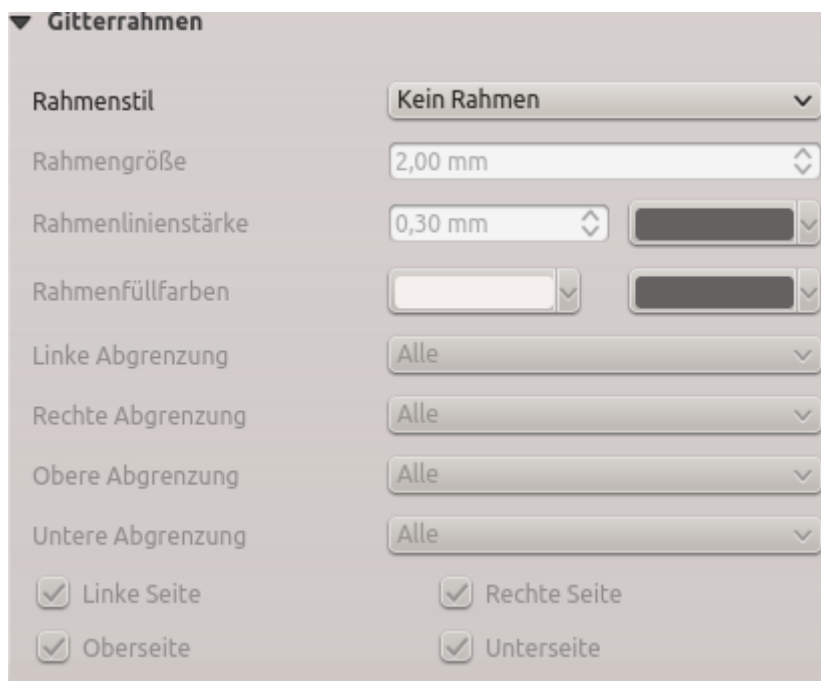 Gitterrahmen
Rahmenstil Kein Rahmen
Rahmengröße 2,00 mm
Rahmenlinienstärke 0,30 mm
Rahmenfüllfarben
Linke Abgrenzung Alle
Rechte Abgrenzung Alle
Obere Abgrenzung Alle
Untere Abgrenzung Alle
Linke Seite Rechte Seite
Oberseite Unterseite